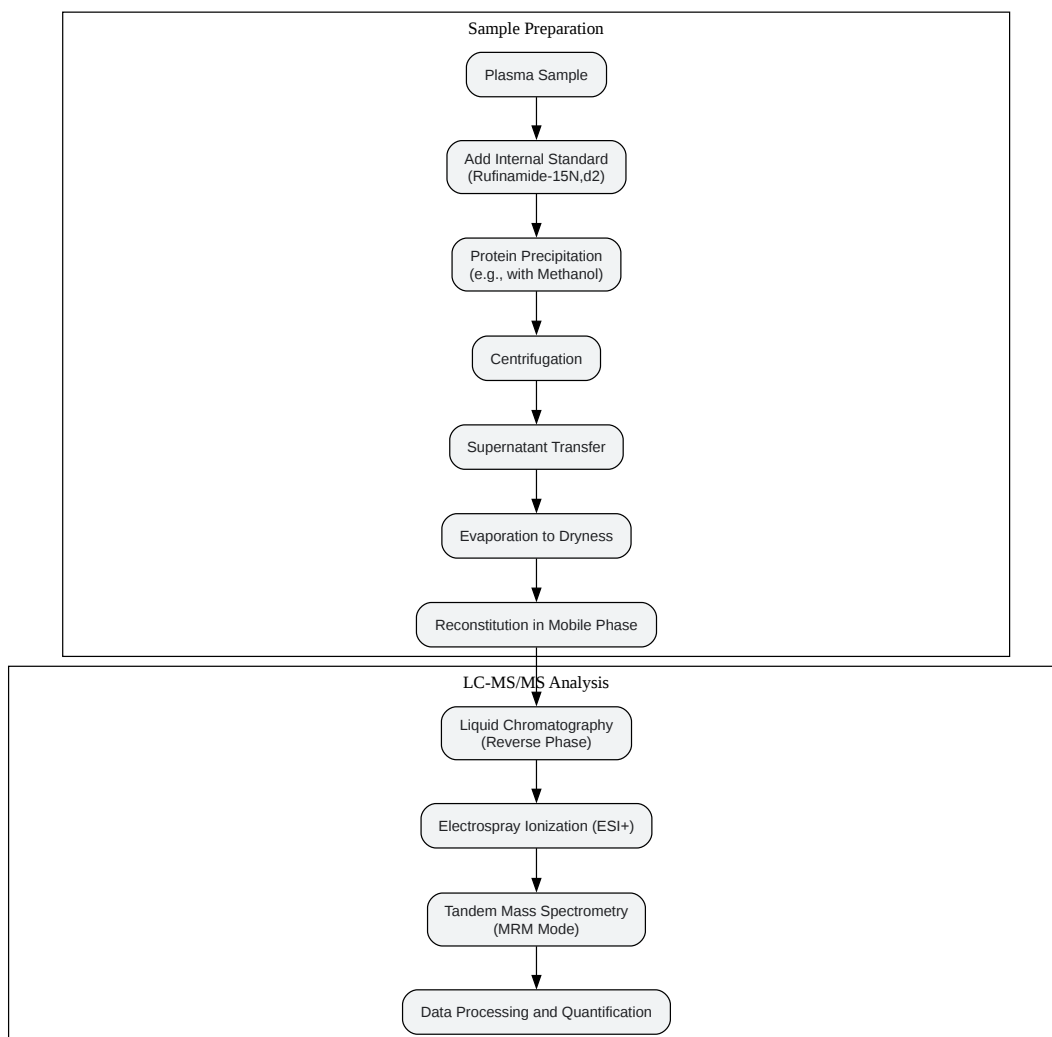 Sample Preparation
Plasma Sample
Add Internal Standard
(Rufinamide-15N,d2)
Protein Precipitation
(e.g., with Methanol)
Centrifugation
Supernatant Transfer
Evaporation to Dryness
Reconstitution in Mobile Phase
LC-MS/MS Analysis
Liquid Chromatography
(Reverse Phase)
Electrospray Ionization (ESI+)
Tandem Mass Spectrometry
(MRM Mode)
Data Processing and Quantification